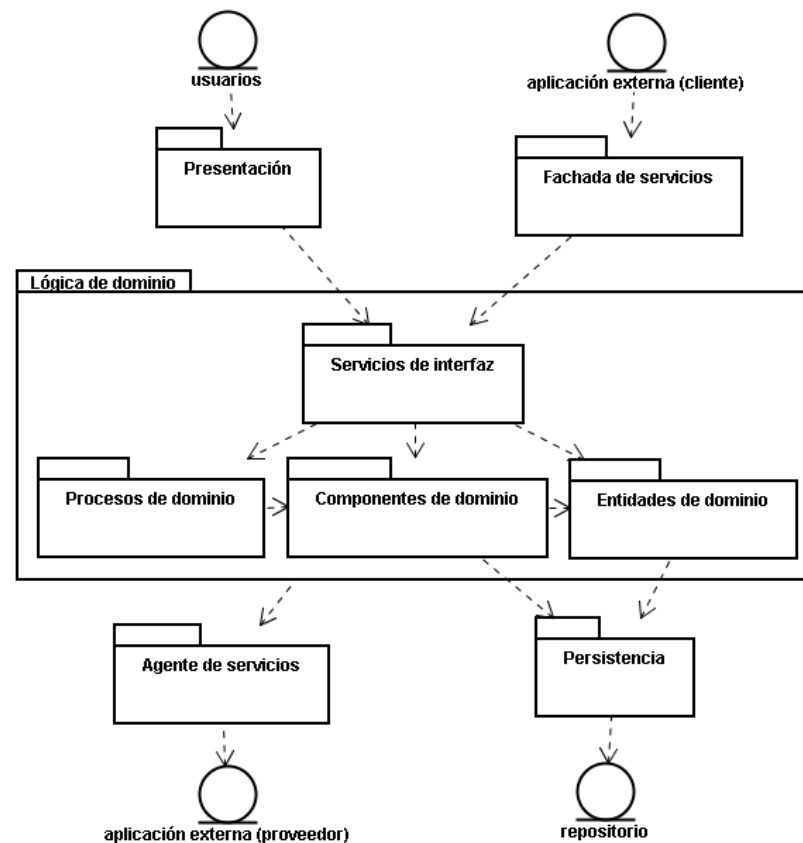 usuarios
aplicación externa (cliente)
Presentación
Fachada de servicios
Lógica de dominio
Servicios de interfaz
Procesos de dominio
Componentes de dominio
Entidades de dominio
Agente de servicios
Persistencia
aplicación externa (proveedor)
repositorio